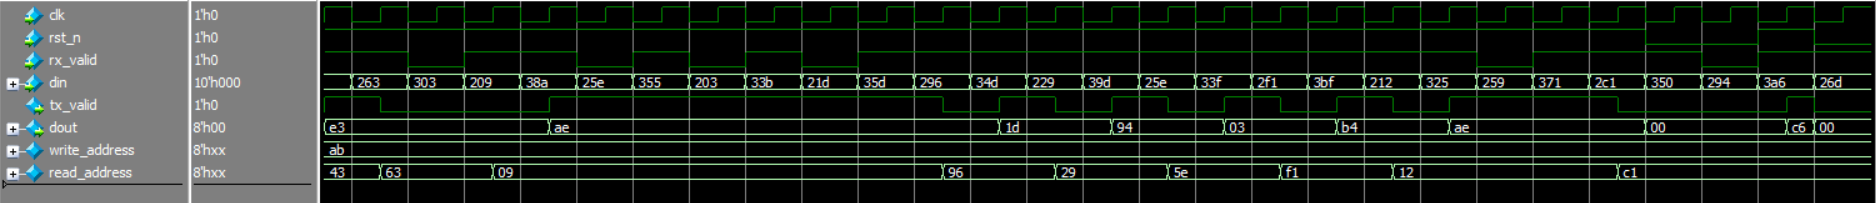 clk 1'h0
rst_n 1'h0
rx_valid 1'h0
din 10'h000 263 303 209 38a 25e 355 203 33b 21d 35d 296 34d 229 39d 25e 33f 2f1 3bf 212 325 259 371 2c1 350 294 3a6 26d
tx_valid 1'h0
dout 8'h00 e3 ae 1d 94 03 b4 ae 00 c6 00
write_address 8'hxx ab
read_address 8'hxx 43 63 09 96 29 5e f1 12 c1